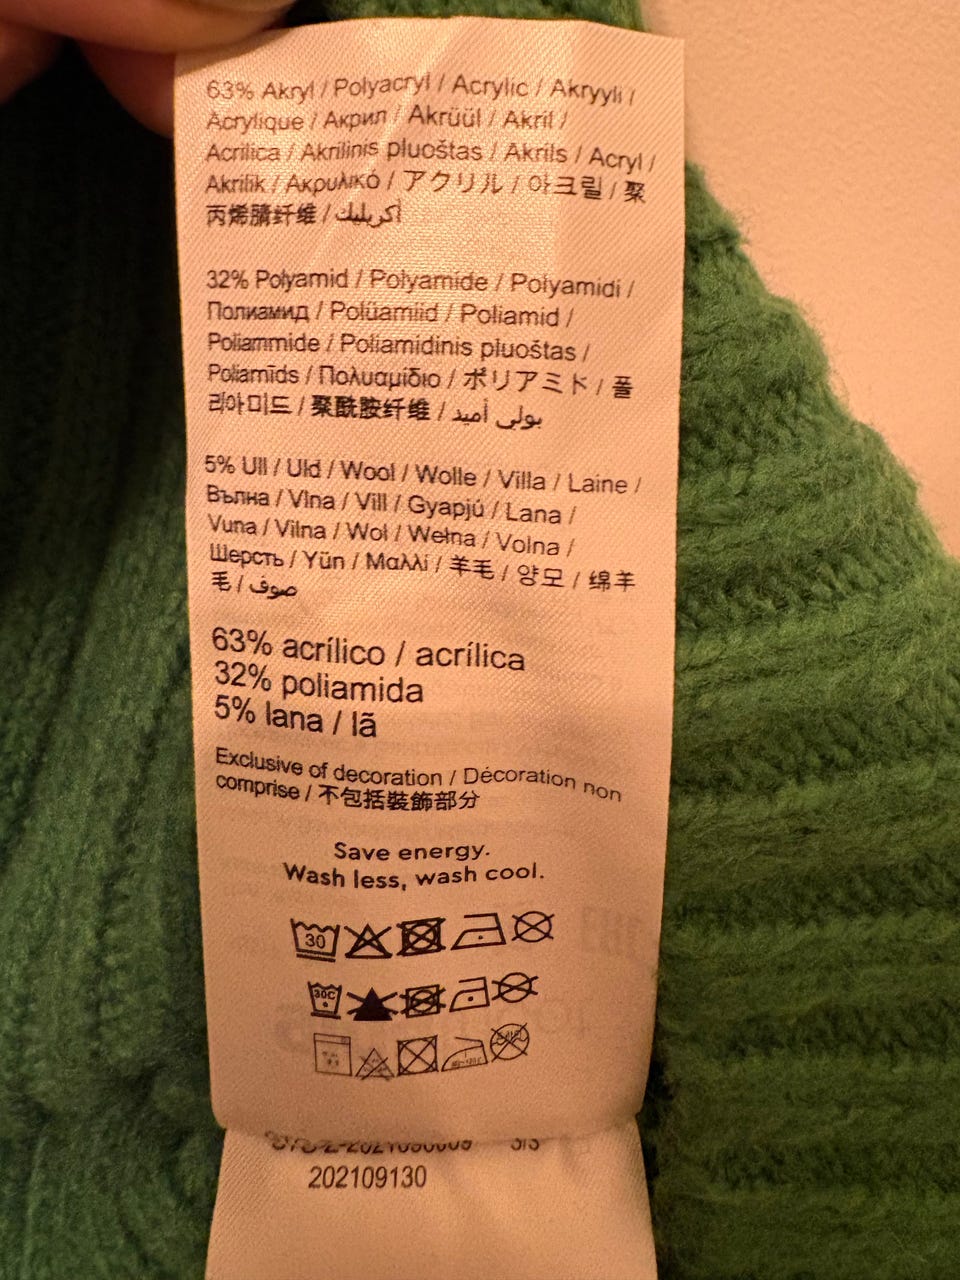 63% Akryl / Polyacryl / Acrylic / Akryyli /
Acrylique / Акрил / Akrüül / Akril /
Acrilica / Akrilinis pluoštas / Akrils / Acryl /
Akrilik / Ακρυλικό / アクリル / 아크릴 / 聚
丙烯腈纤维 / أكريليك
32% Polyamid / Polyamide / Polyamidi /
Полиамид / Polüamiid / Poliamid /
Poliammide / Poliamidinis pluoštas /
Poliamīds / Πολυαμίδιο / ポリアミド / 폴
리아미드 / 聚酰胺纤维 / بولي أميد
5% Ull / Uld / Wool / Wolle / Villa / Laine /
Вълна / Vlna / Vill / Gyapjú / Lana /
Vuna / Vilna / Wol / Wełna / Volna /
Шерсть / Yün / Μαλλί / 羊毛 / 양모 / 绵羊
毛 / صوف
63% acrílico / acrílica
32% poliamida
5% lana / lã
Exclusive of decoration / Décoration non
comprise / 不包括裝飾部分
Save energy.
Wash less, wash cool.
30
30C
3/3
202109130